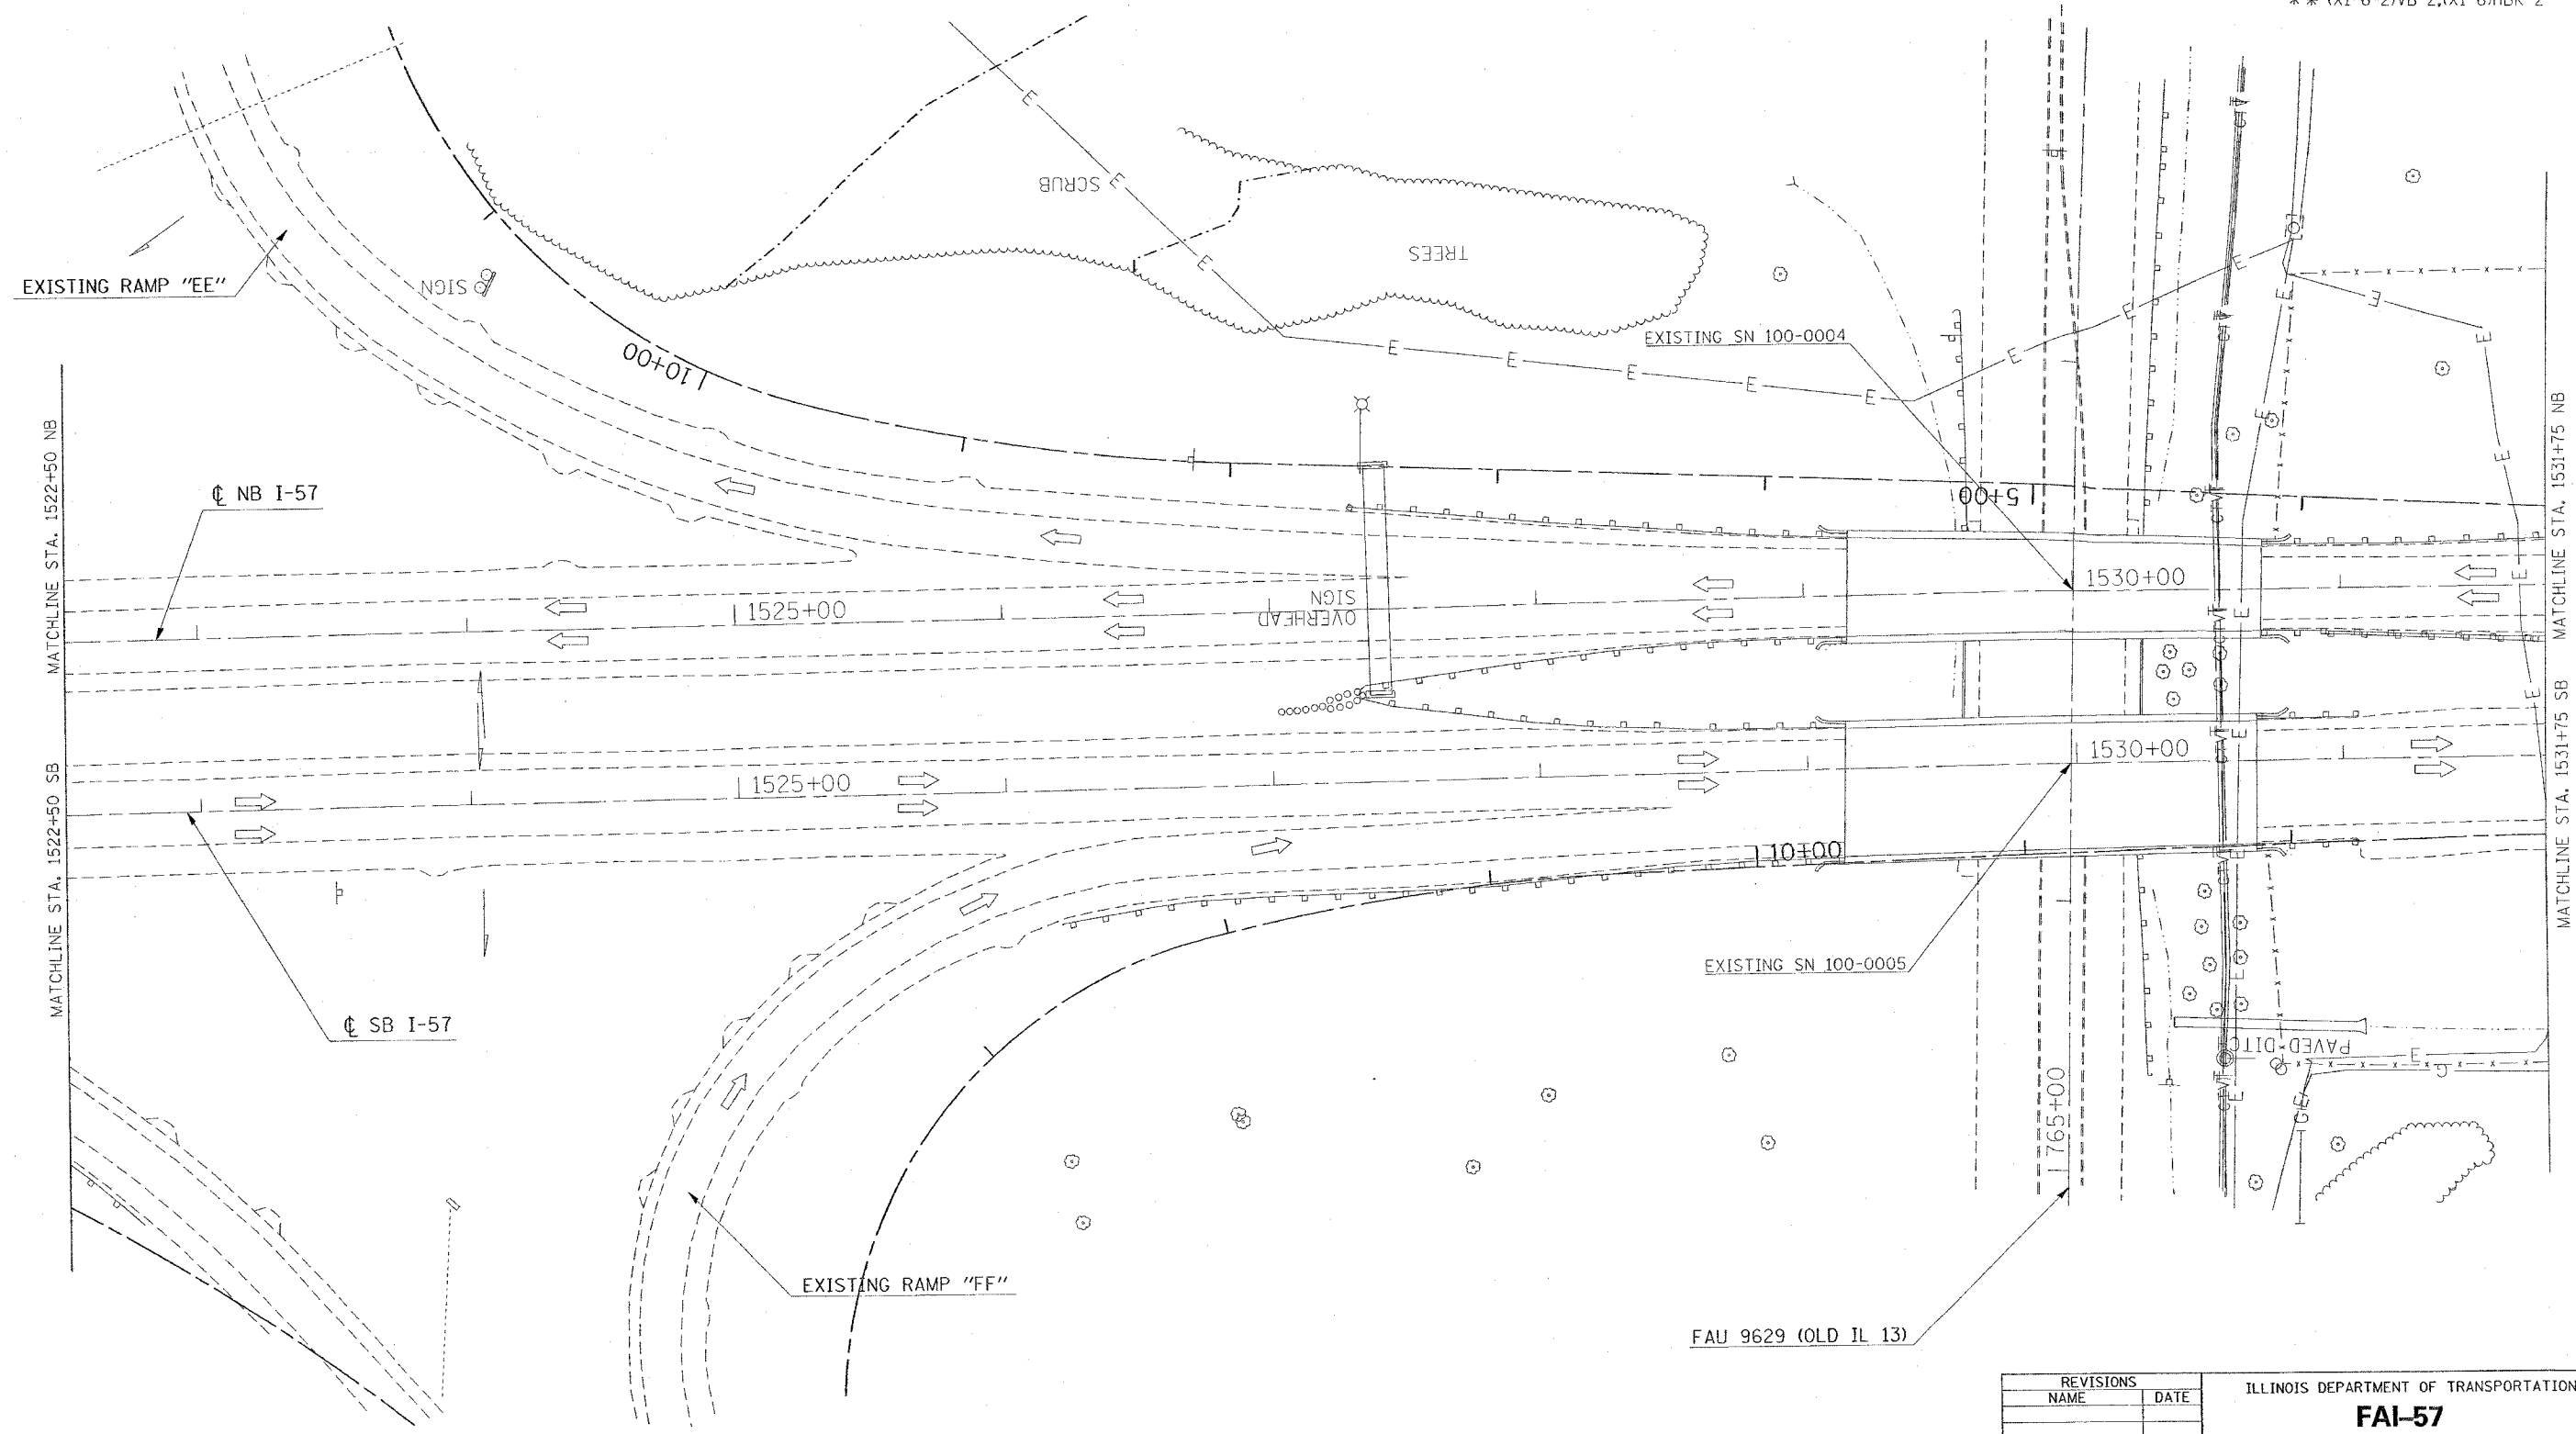 SCRUB
TREES
EXISTING RAMP "EE"
SIGN
EXISTING SN 100-0004
10+00
MATCHLINE STA. 1522+50 NB
MATCHLINE STA. 1531+75 NB
℄ NB I-57
5+00
1530+00
1525+00
OVERHEAD
SIGN
MATCHLINE STA. 1522+50 SB
MATCHLINE STA. 1531+75 SB
1530+00
1525+00
10+00
EXISTING SN 100-0005
℄ SB I-57
PAVED DITC
765+00
EXISTING RAMP "FF"
FAU 9629 (OLD IL 13)
REVISIONS
NAME DATE
ILLINOIS DEPARTMENT OF TRANSPORTATION
FAI-57